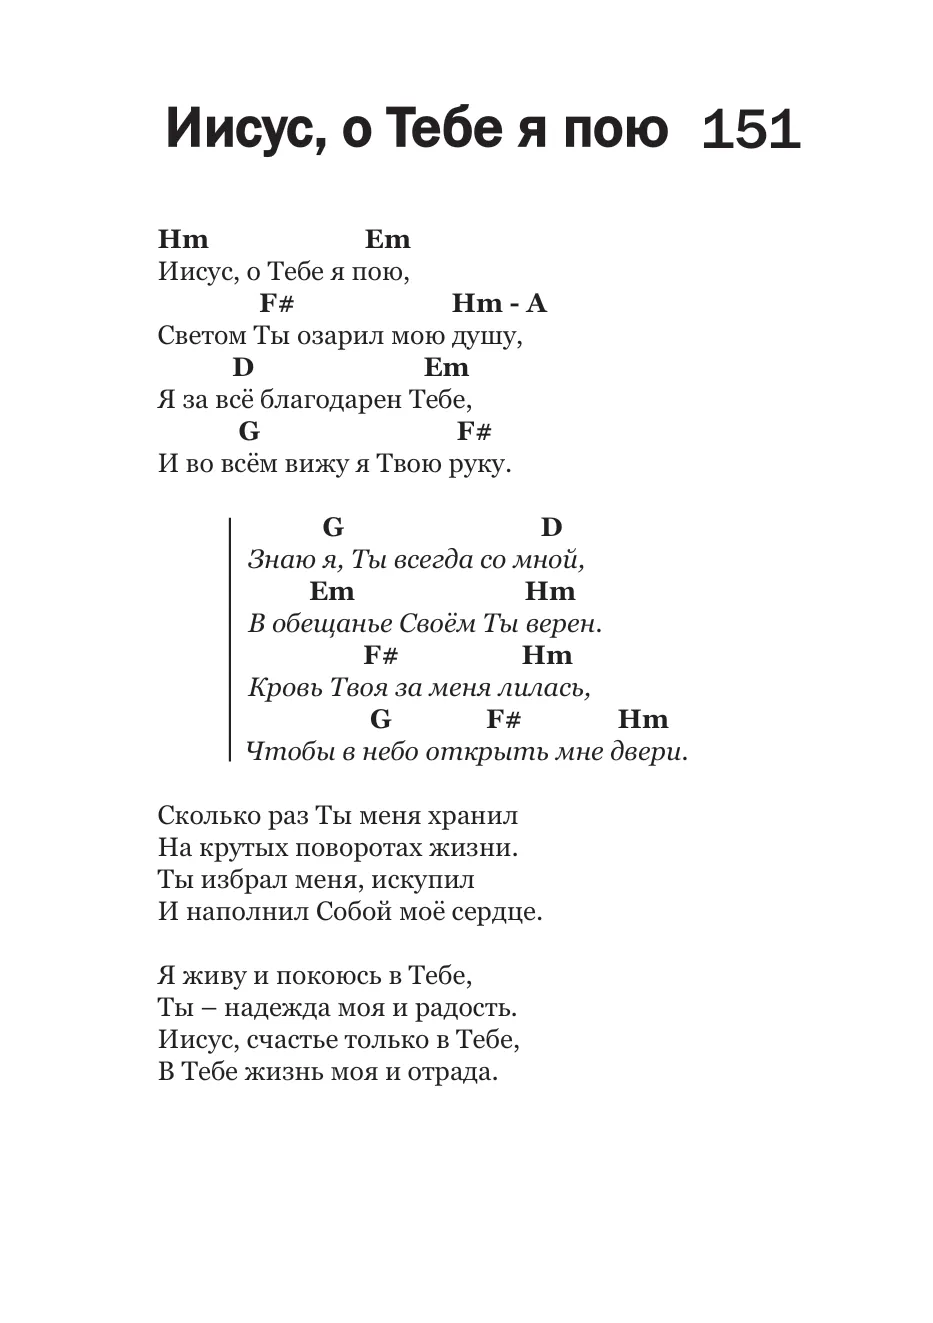 Иисус, о Тебе я пою 151
Hm Em
Иисус, о Тебе я пою,
F# Hm - A
Светом Ты озарил мою душу,
D Em
Я за всё благодарен Тебе,
G F#
И во всём вижу я Твою руку.
G D
Знаю я, Ты всегда со мной,
Em Hm
В обещанье Своём Ты верен.
F# Hm
Кровь Твоя за меня лилась,
G F# Hm
Чтобы в небо открыть мне двери.
Сколько раз Ты меня хранил
На крутых поворотах жизни.
Ты избрал меня, искупил
И наполнил Собой моё сердце.
Я живу и покоюсь в Тебе,
Ты – надежда моя и радость.
Иисус, счастье только в Тебе,
В Тебе жизнь моя и отрада.